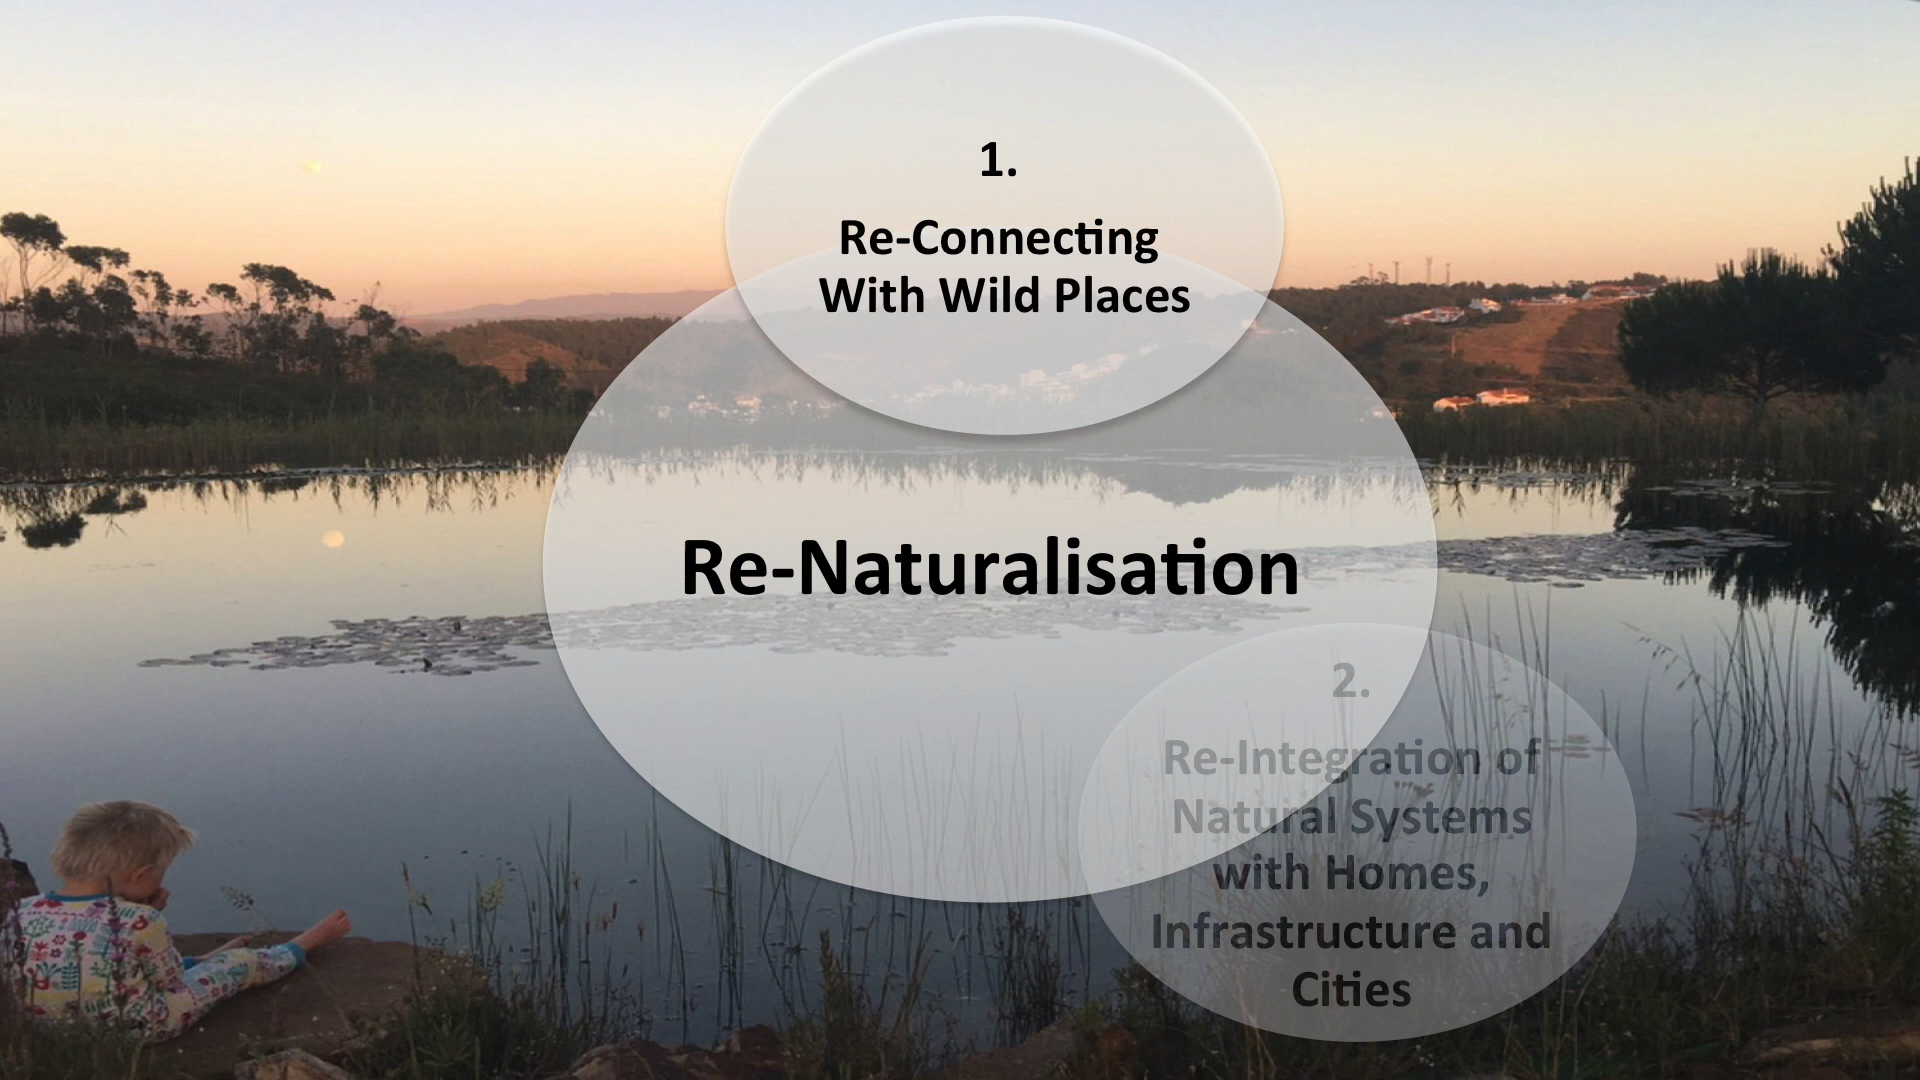 1.
Re-Connecting
With Wild Places
Re-Naturalisation
2.
Re-Integration of
Natural Systems
with Homes,
Infrastructure and
Cities